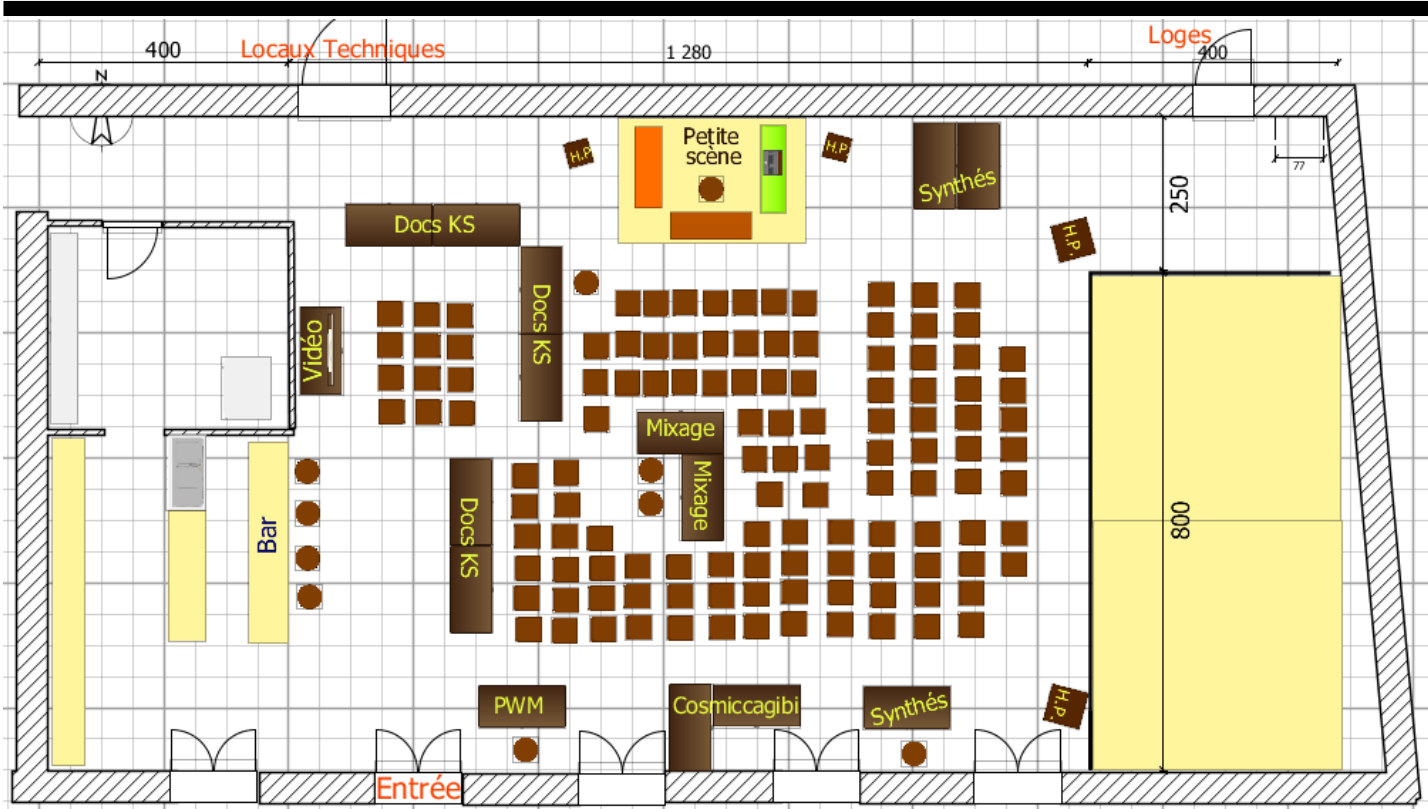 400
Locaux Techniques
1 280
Loges
400
N
H.P.
Petite
scène
H.P.
Synthés
77
250
Docs KS
H.P.
Docs KS
Vidéo
Mixage
Mixage
Docs KS
Bar
800
PWM
Cosmiccagibi
Synthés
H.P.
Entrée